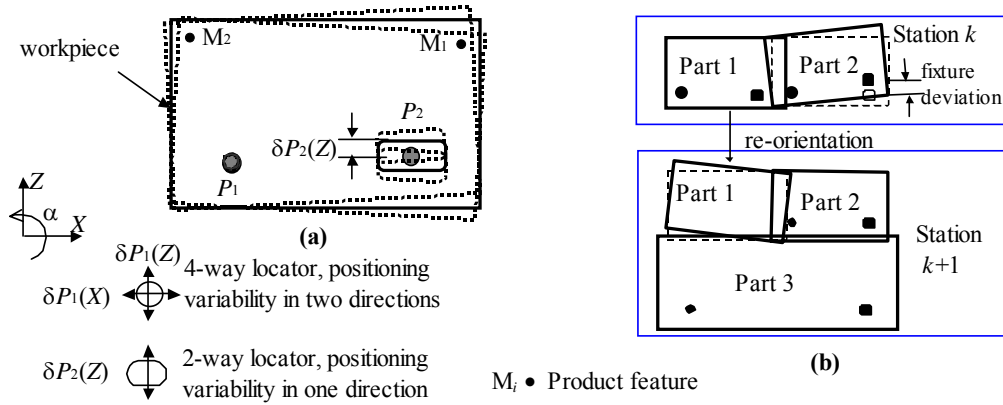 workpiece
M2
M1
P2
δP2(Z)
P1
Z
α
X
(a)
δP1(Z)
δP1(X)
4-way locator, positioning
variability in two directions
δP2(Z)
2-way locator, positioning
variability in one direction
Mi • Product feature
Station k
Part 1
Part 2
fixture
deviation
re-orientation
Part 1
Part 2
Station
k+1
Part 3
(b)